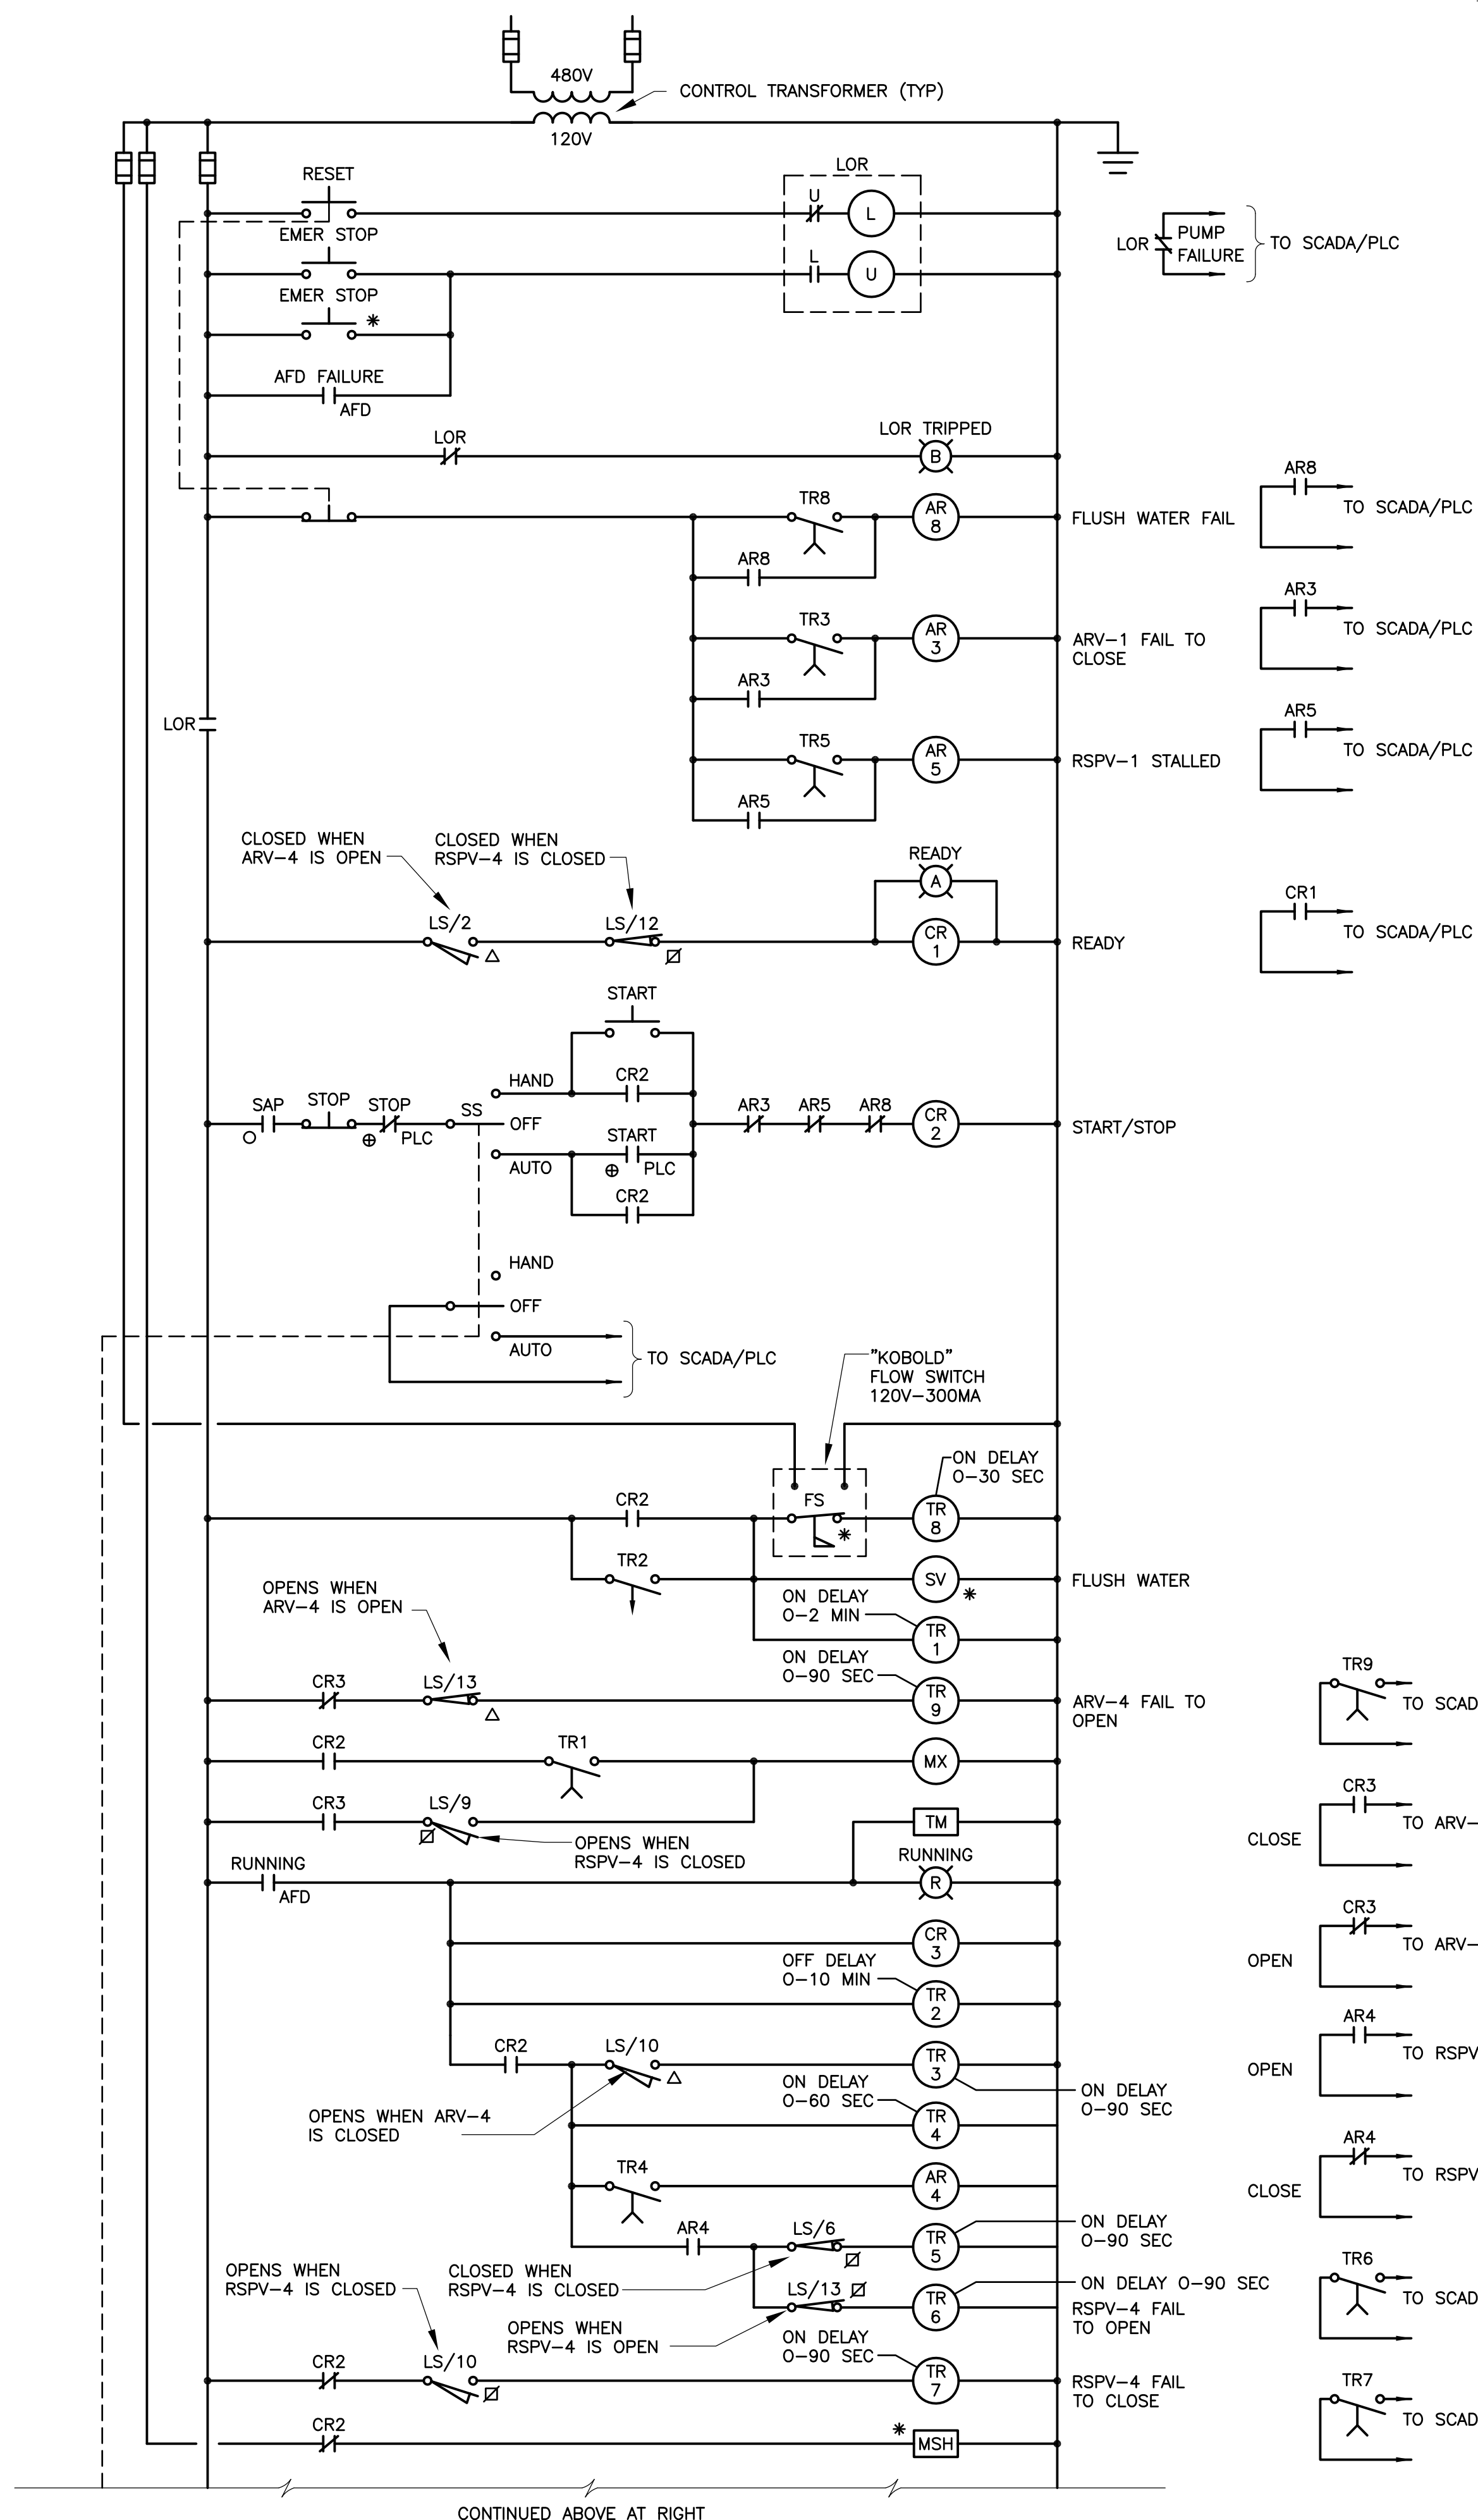 480V
CONTROL TRANSFORMER (TYP)
120V
RESET
LOR
U
L
EMER STOP
L
U
LOR
PUMP
FAILURE
TO SCADA/PLC
EMER STOP
*
AFD FAILURE
AFD
LOR
LOR TRIPPED
B
TR8
AR
8
FLUSH WATER FAIL
AR8
TO SCADA/PLC
AR8
TR3
AR
3
ARV-1 FAIL TO
CLOSE
AR3
TO SCADA/PLC
AR3
LOR
TR5
AR
5
RSPV-1 STALLED
AR5
TO SCADA/PLC
AR5
CLOSED WHEN
ARV-4 IS OPEN
CLOSED WHEN
RSPV-4 IS CLOSED
READY
A
LS/2
LS/12
CR
1
READY
CR1
TO SCADA/PLC
START
HAND
CR2
SAP
STOP
STOP
PLC
SS
OFF
AR3
AR5
AR8
CR
2
START/STOP
START
PLC
AUTO
CR2
HAND
OFF
AUTO
TO SCADA/PLC
"KOBOLD"
FLOW SWITCH
120V-300MA
ON DELAY
0-30 SEC
CR2
FS
*
TR
8
TR2
SV
*
FLUSH WATER
OPENS WHEN
ARV-4 IS OPEN
ON DELAY
0-2 MIN
TR
1
ON DELAY
0-90 SEC
CR3
LS/13
TR
9
ARV-4 FAIL TO
OPEN
TR9
TO SCAD
CR2
TR1
MX
CR3
LS/9
OPENS WHEN
RSPV-4 IS CLOSED
TM
CR3
CLOSE
TO ARV-
RUNNING
AFD
RUNNING
R
CR
3
CR3
OPEN
TO ARV-
OFF DELAY
0-10 MIN
TR
2
CR2
LS/10
TR
3
ON DELAY
0-90 SEC
AR4
OPEN
TO RSPV
OPENS WHEN ARV-4
IS CLOSED
ON DELAY
0-60 SEC
TR
4
TR4
AR
4
AR4
CLOSE
TO RSPV
AR4
LS/6
TR
5
ON DELAY
0-90 SEC
OPENS WHEN
RSPV-4 IS CLOSED
CLOSED WHEN
RSPV-4 IS CLOSED
LS/13
TR
6
ON DELAY 0-90 SEC
RSPV-4 FAIL
TO OPEN
TR6
TO SCAD
OPENS WHEN
RSPV-4 IS OPEN
ON DELAY
0-90 SEC
CR2
LS/10
TR
7
RSPV-4 FAIL
TO CLOSE
TR7
TO SCAD
CR2
*
MSH
CONTINUED ABOVE AT RIGHT